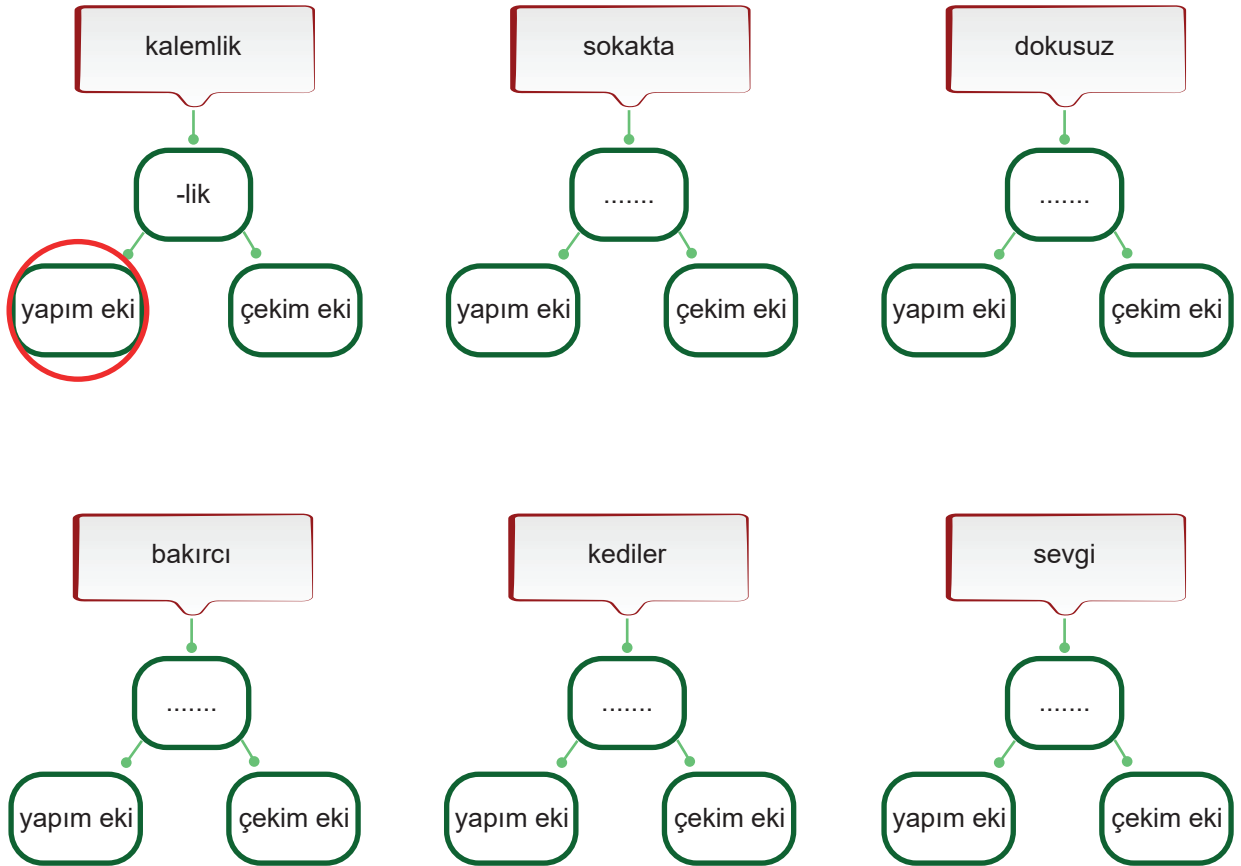 kalemlik
sokakta
dokusuz
-lik
.......
.......
yapım eki
çekim eki
yapım eki
çekim eki
yapım eki
çekim eki
bakırcı
kediler
sevgi
.......
.......
.......
yapım eki
çekim eki
yapım eki
çekim eki
yapım eki
çekim eki